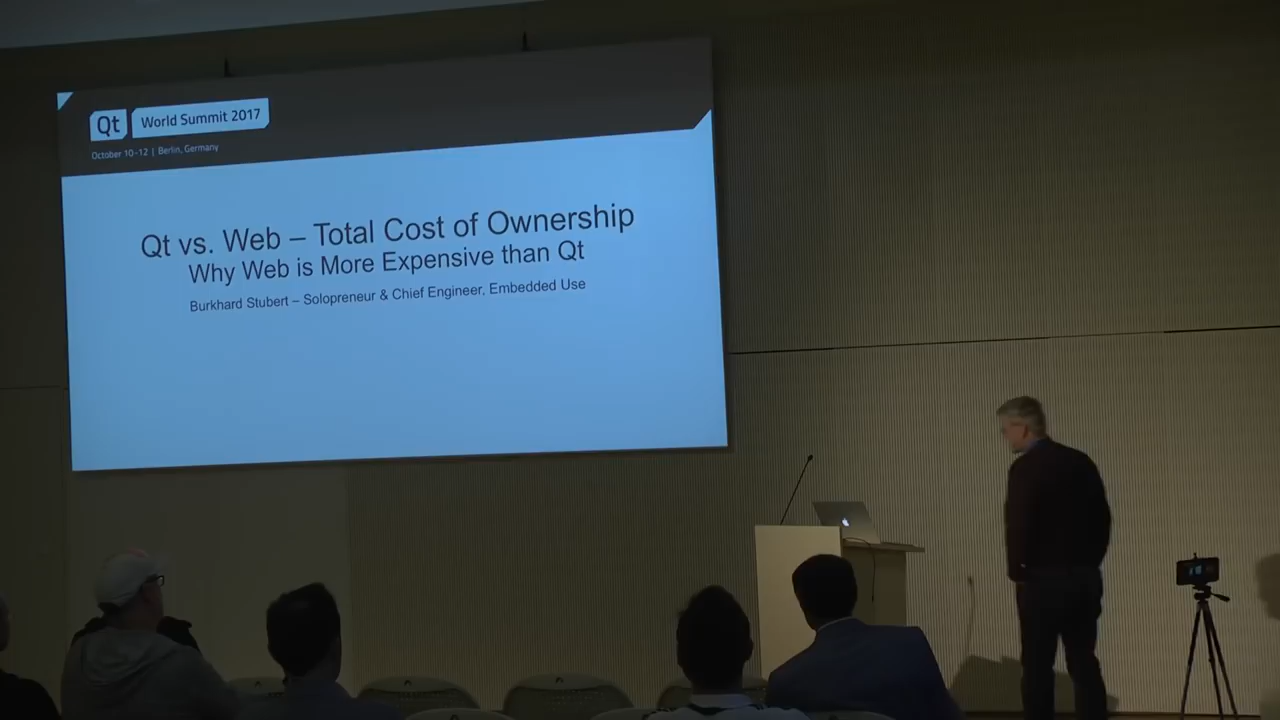 Qt World Summit 2017
October 10-12 | Berlin, Germany
Qt vs. Web – Total Cost of Ownership
Why Web is More Expensive than Qt
Burkhard Stubert – Solopreneur & Chief Engineer, Embedded Use